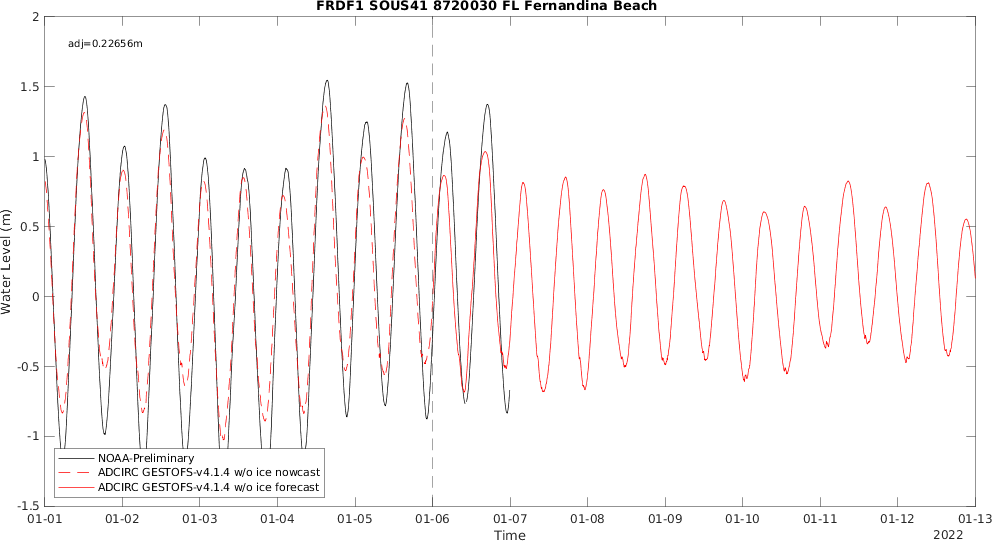 FRDF1 SOUS41 8720030 FL Fernandina Beach
2
adj=0.22656m
1.5
1
0.5
0
-0.5
-1
-1.5
Water Level (m)
NOAA-Preliminary
ADCIRC GESTOFS-v4.1.4 w/o ice nowcast
ADCIRC GESTOFS-v4.1.4 w/o ice forecast
01-01 01-02 01-03 01-04 01-05 01-06 01-07 01-08 01-09 01-10 01-11 01-12 01-13
Time
2022